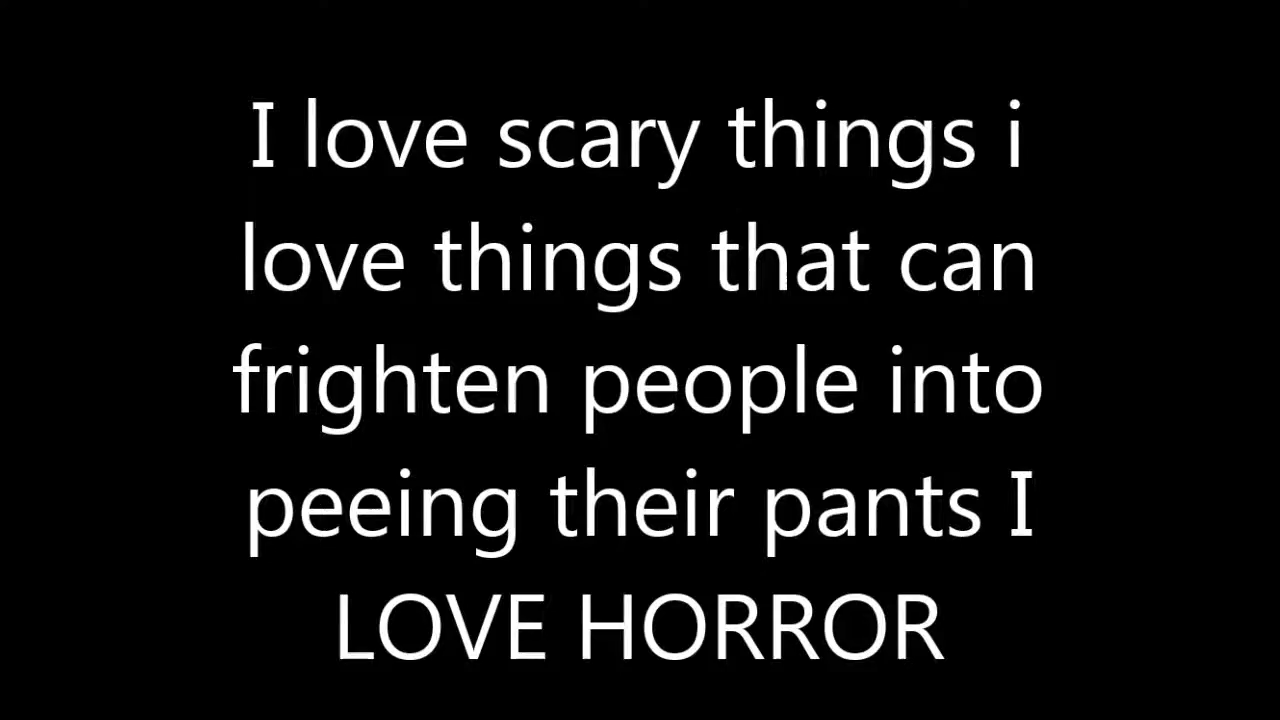 I love scary things i
love things that can
frighten people into
peeing their pants I
LOVE HORROR